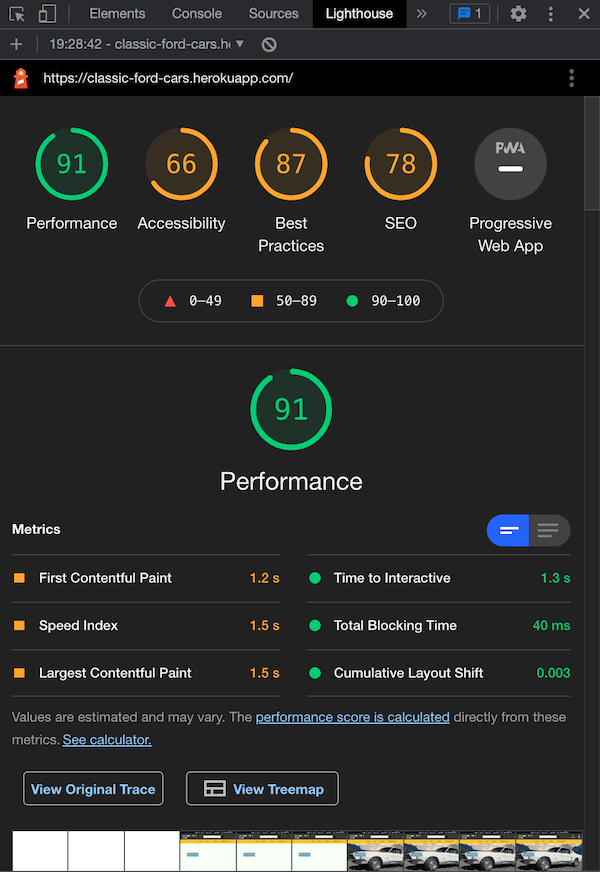 Elements Console Sources Lighthouse » 1
19:28:42 - classic-ford-cars.h
https://classic-ford-cars.herokuapp.com/
91 66 87 78 PWA
Performance Accessibility Best Practices SEO Progressive Web App
0–49 50–89 90–100
91
Performance
Metrics
First Contentful Paint 1.2 s
Time to Interactive 1.3 s
Speed Index 1.5 s
Total Blocking Time 40 ms
Largest Contentful Paint 1.5 s
Cumulative Layout Shift 0.003
Values are estimated and may vary. The performance score is calculated directly from these
metrics. See calculator.
View Original Trace View Treemap